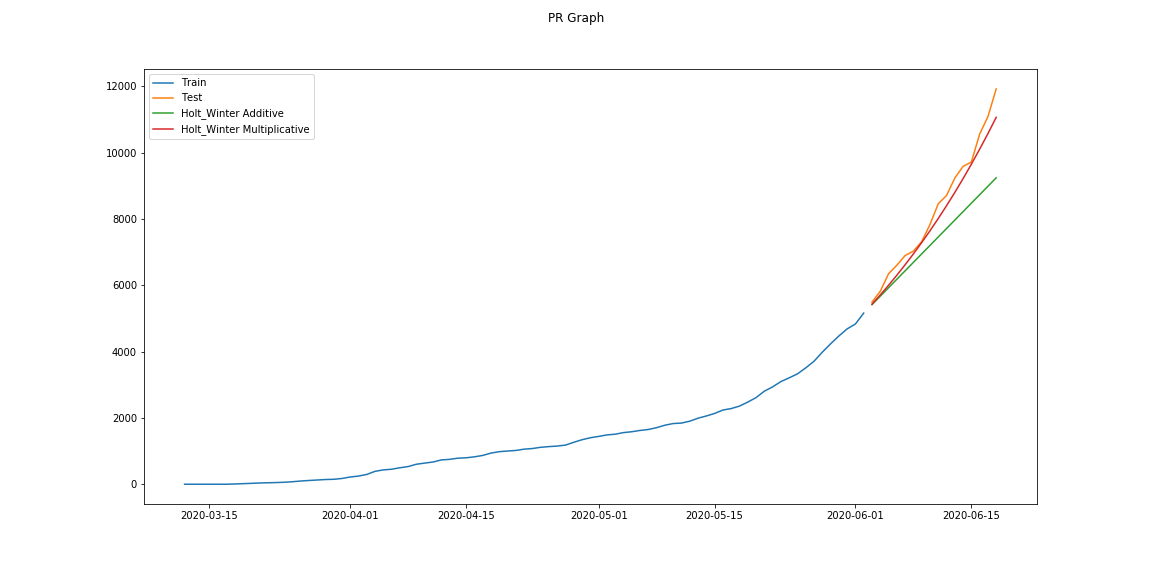 PR Graph
Train
Test
Holt_Winter Additive
Holt_Winter Multiplicative
12000
10000
8000
6000
4000
2000
0
2020-03-15 2020-04-01 2020-04-15 2020-05-01 2020-05-15 2020-06-01 2020-06-15